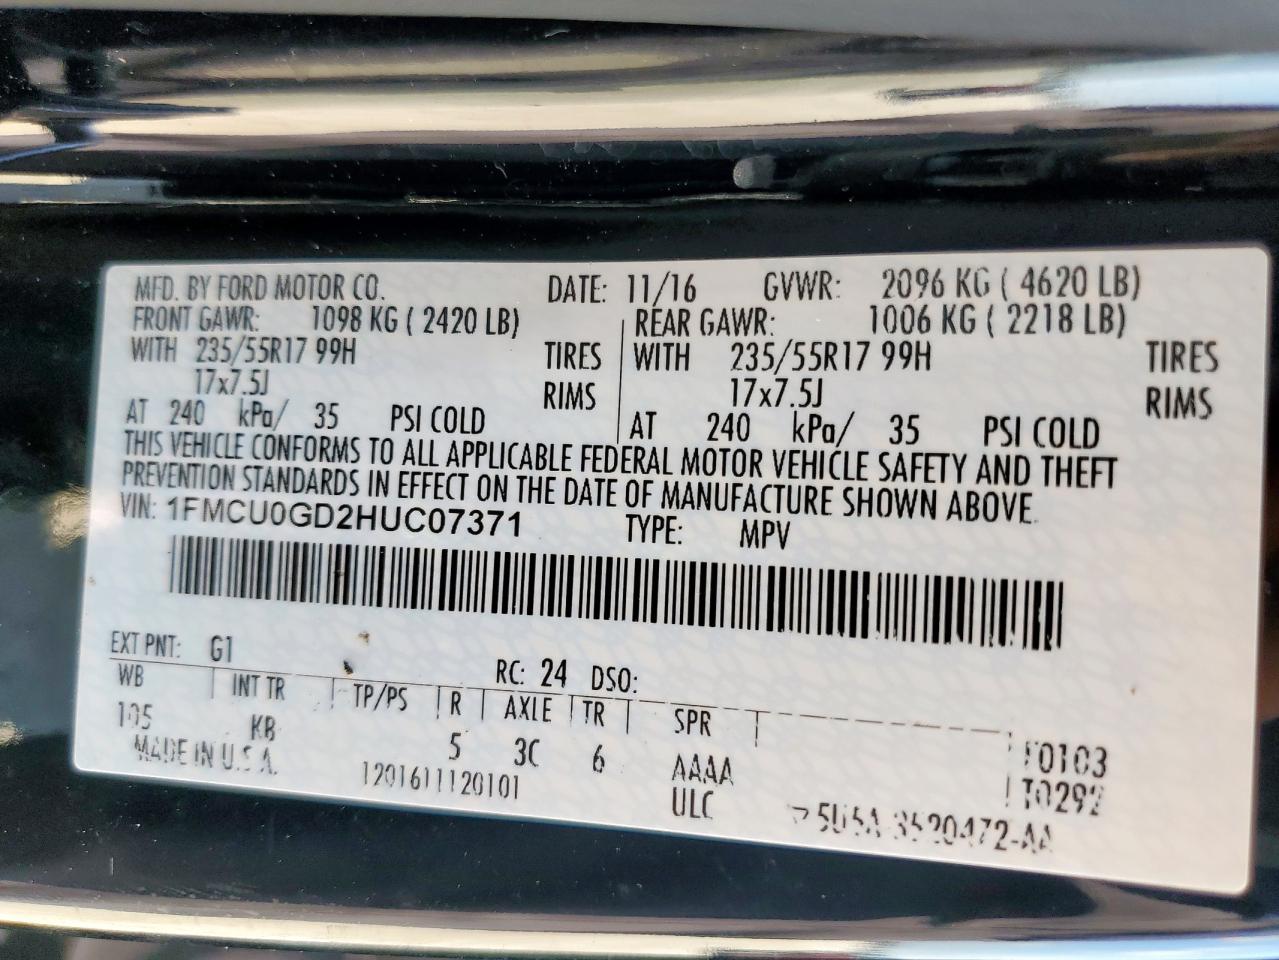 MFD. BY FORD MOTOR CO. DATE: 11/16 GVWR: 2096 KG ( 4620 LB)
FRONT GAWR: 1098 KG ( 2420 LB) REAR GAWR: 1006 KG ( 2218 LB)
WITH 235/55R17 99H TIRES WITH 235/55R17 99H TIRES
17x7.5J RIMS 17x7.5J RIMS
AT 240 kPa/ 35 PSI COLD AT 240 kPa/ 35 PSI COLD
THIS VEHICLE CONFORMS TO ALL APPLICABLE FEDERAL MOTOR VEHICLE SAFETY AND THEFT
PREVENTION STANDARDS IN EFFECT ON THE DATE OF MANUFACTURE SHOWN ABOVE.
VIN: 1FMCU0GD2HUC07371 TYPE: MPV
EXT PNT: G1 RC: 24 DSO:
WB INT TR TP/PS R AXLE TR SPR
105 KB 5 3C 6 AAAA F0103
MADE IN U.S.A. 1201611120101 ULC T0292